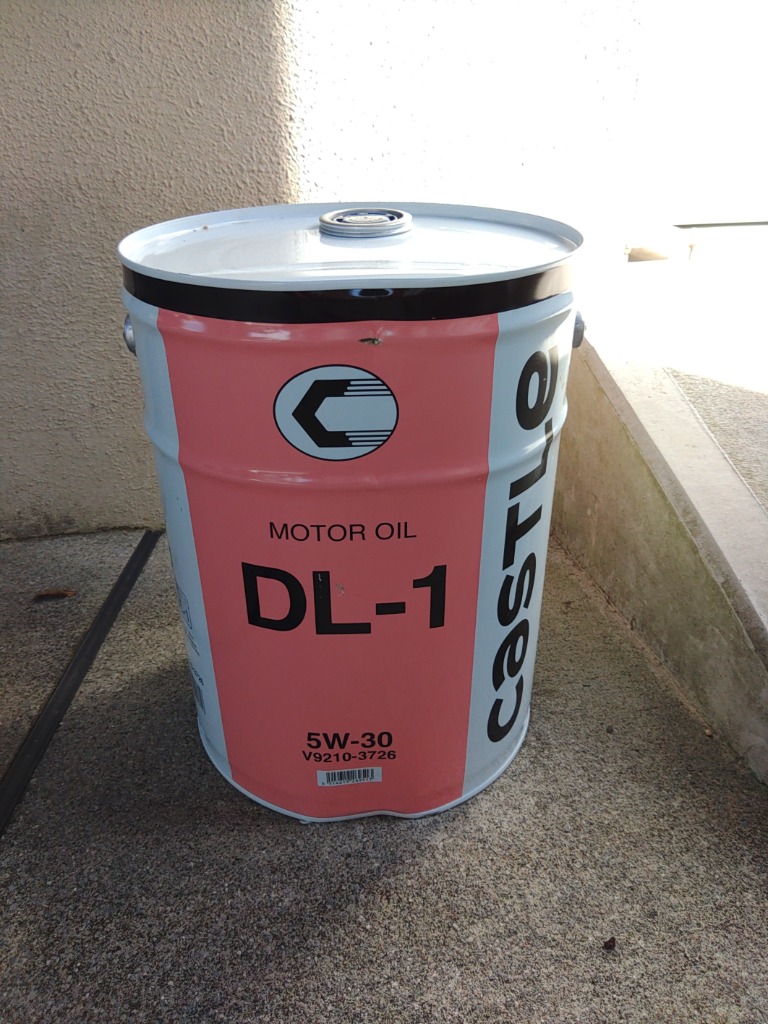 MOTOR OIL
DL-1
5W-30
V9210-3726
CaSTLe